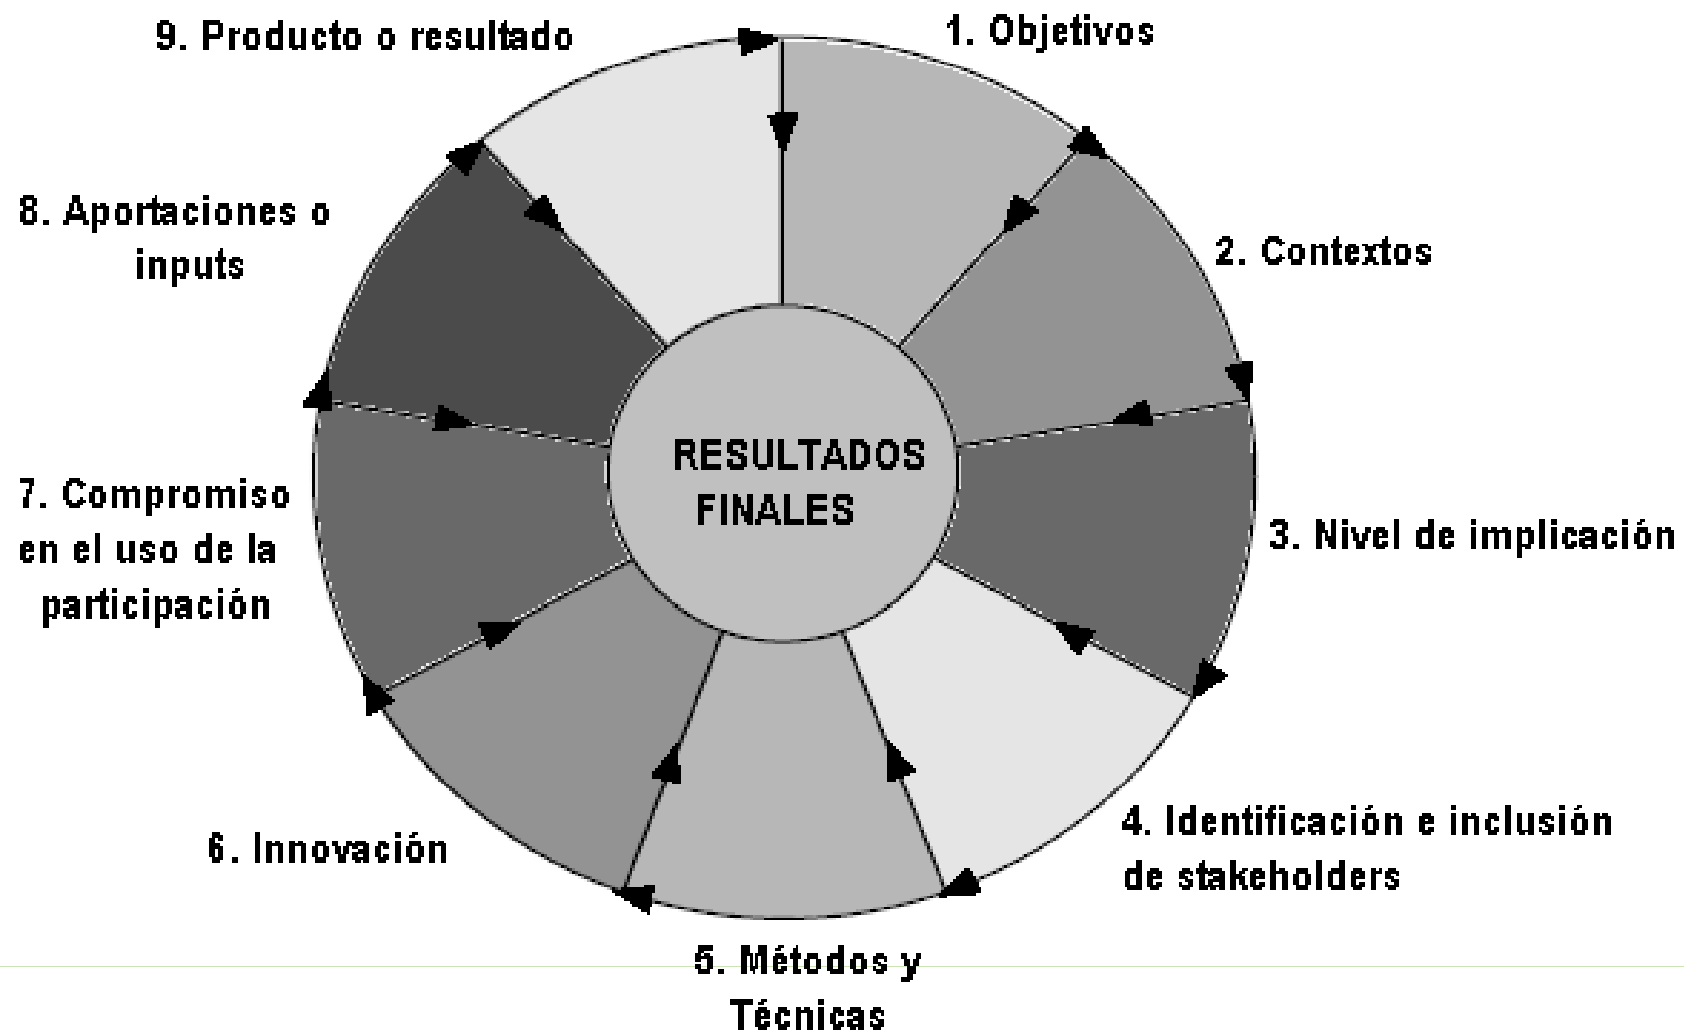 9. Producto o resultado
1. Objetivos
8. Aportaciones o
inputs
2. Contextos
RESULTADOS
FINALES
7. Compromiso
en el uso de la
participación
3. Nivel de implicación
6. Innovación
4. Identificación e inclusión
de stakeholders
5. Métodos y
Técnicas